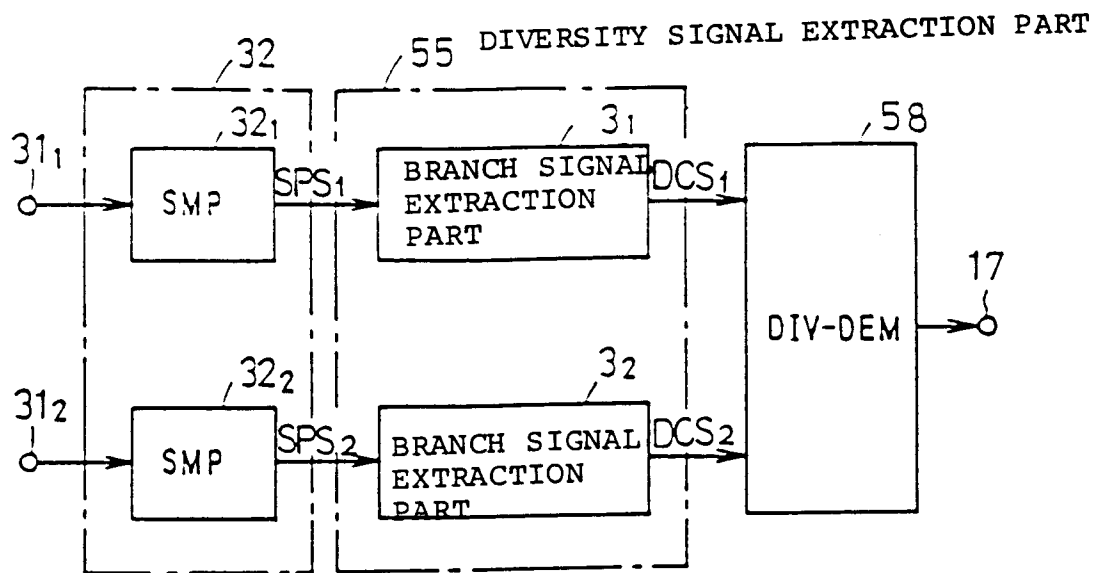 DIVERSITY SIGNAL EXTRACTION PART
32
55
58
31₁
32₁
SMP
SPS₁
3₁
BRANCH SIGNAL
EXTRACTION
PART
DCS₁
17
DIV-DEM
31₂
32₂
SMP
SPS₂
3₂
BRANCH SIGNAL
EXTRACTION
PART
DCS₂